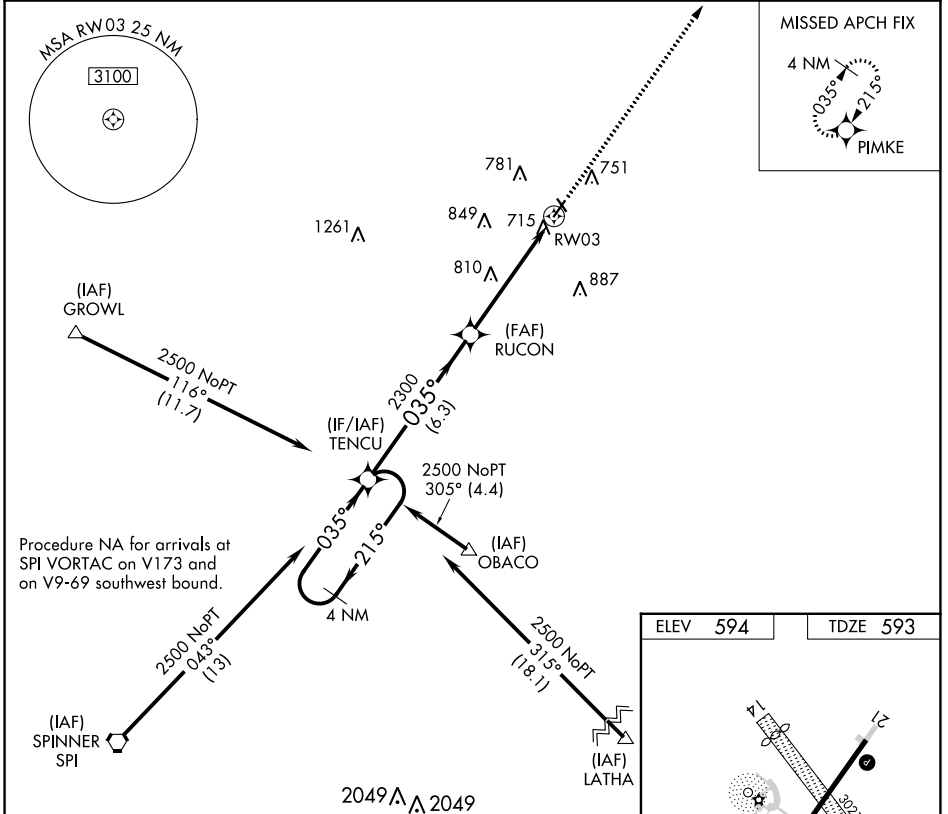 MSA RW03 25 NM
3100
MISSED APCH FIX
4 NM
035°
215°
PIMKE
781
751
849
715
RW03
1261
810
887
(IAF)
GROWL
(FAF)
RUCON
2500 NoPT
116°
(11.7)
2300
035°
(6.3)
(IF/IAF)
TENCU
2500 NoPT
305° (4.4)
035°
215°
(IAF)
OBACO
Procedure NA for arrivals at
SPI VORTAC on V173 and
on V9-69 southwest bound.
4 NM
2500 NoPT
043°
(13)
2500 NoPT
315°
(18.1)
ELEV 594
TDZE 593
14
21
P
(IAF)
SPINNER
SPI
(IAF)
LATHA
2049
2049